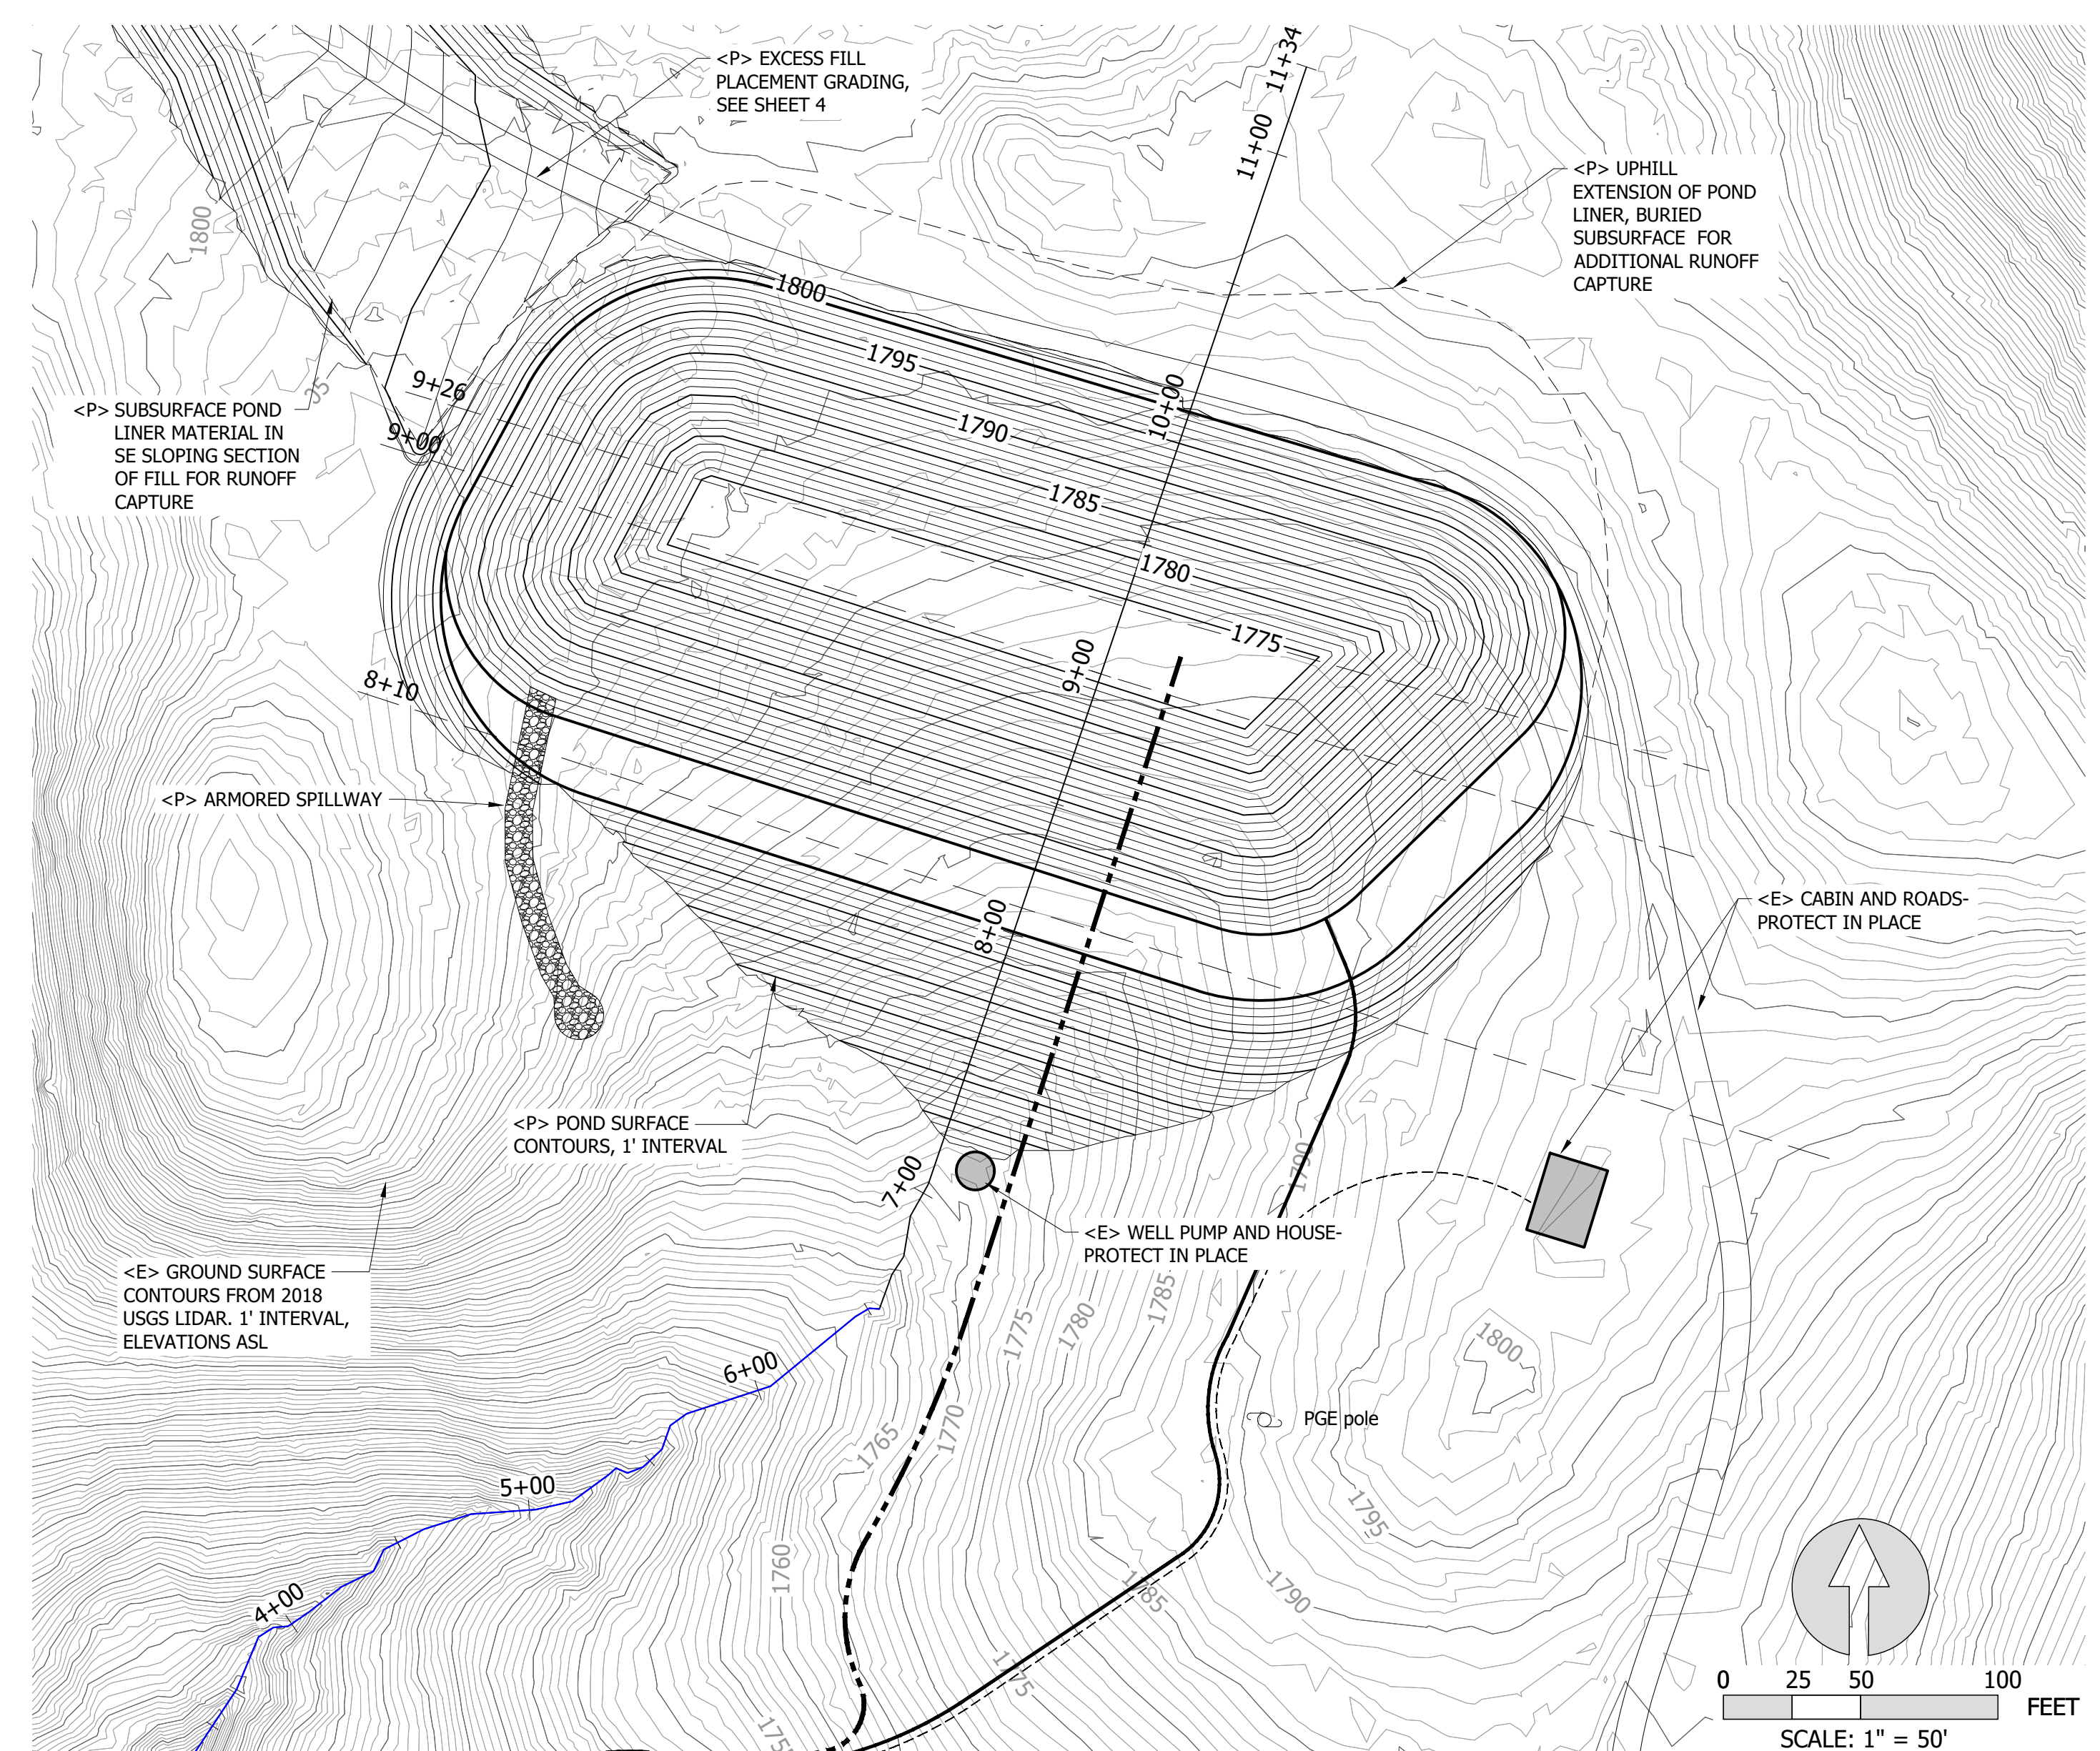 <P> EXCESS FILL
PLACEMENT GRADING,
SEE SHEET 4
11+34
11+00
<P> UPHILL
EXTENSION OF POND
LINER, BURIED
SUBSURFACE FOR
ADDITIONAL RUNOFF
CAPTURE
1800
1800
1795
9+26
05
<P> SUBSURFACE POND
LINER MATERIAL IN
SE SLOPING SECTION
OF FILL FOR RUNOFF
CAPTURE
9+00
10+00
1790
1785
1780
1775
9+00
8+10
<P> ARMORED SPILLWAY
8+00
<E> CABIN AND ROADS-
PROTECT IN PLACE
<P> POND SURFACE
CONTOURS, 1' INTERVAL
7+00
1790
<E> WELL PUMP AND HOUSE-
PROTECT IN PLACE
<E> GROUND SURFACE
CONTOURS FROM 2018
USGS LIDAR. 1' INTERVAL,
ELEVATIONS ASL
1785
1780
1775
1800
6+00
1770
1765
PGE pole
5+00
1795
1760
1785
1790
4+00
1775
175
0 25 50 100
FEET
SCALE: 1" = 50'